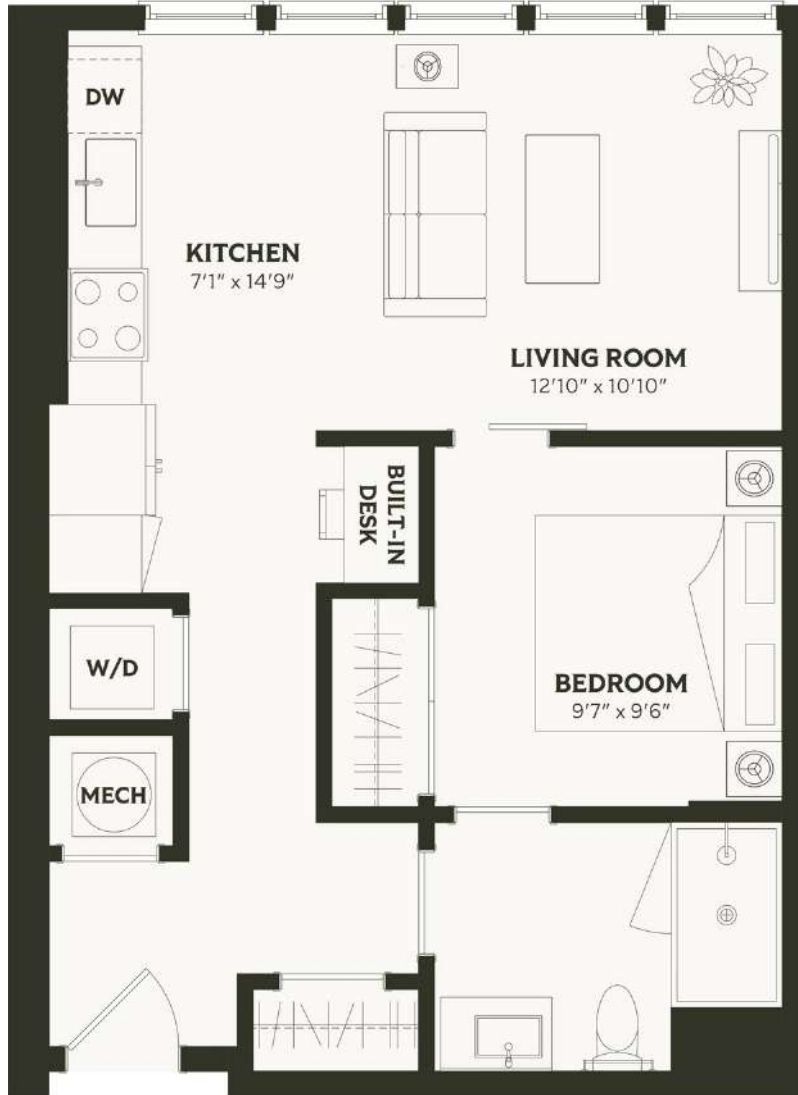 DW
KITCHEN
7'1" x 14'9"
LIVING ROOM
12'10" x 10'10"
BUILT-IN
DESK
W/D
BEDROOM
9'7" x 9'6"
MECH